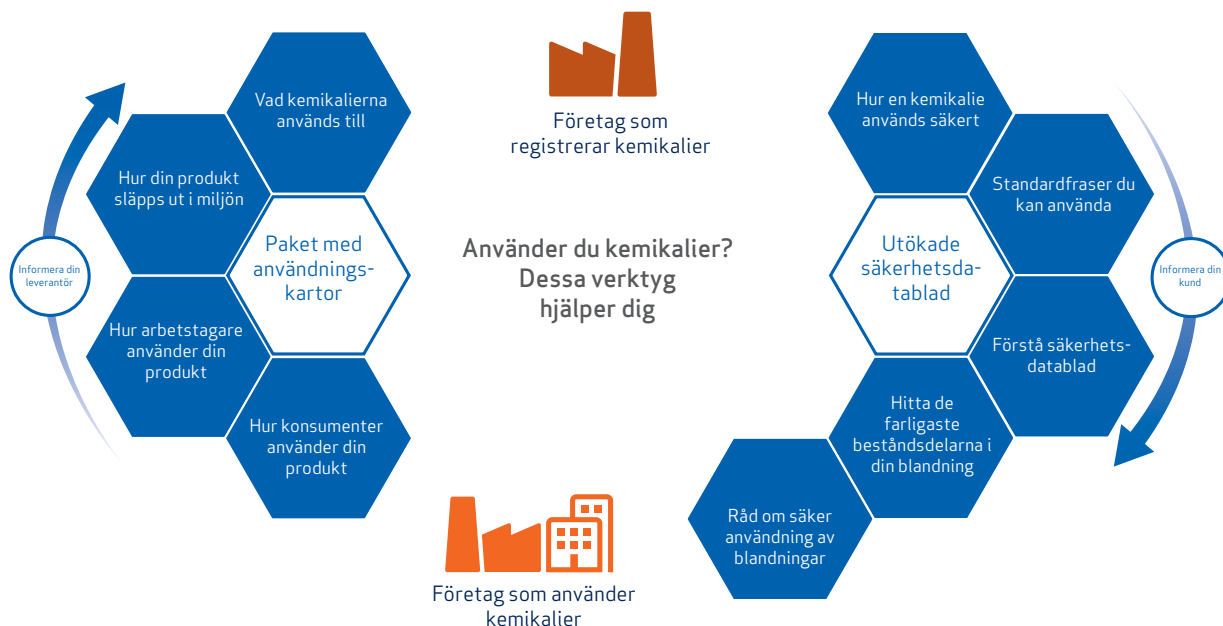 Vad kemikalierna
används till
Hur din produkt
släpps ut i miljön
Paket med
användnings-
kartor
Informera din
leverantör
Hur arbetstagare
använder din
produkt
Hur konsumenter
använder din
produkt
Företag som
registrerar kemikalier
Använder du kemikalier?
Dessa verktyg
hjälper dig
Företag som använder
kemikalier
Hur en kemikalie
används säkert
Standardfraser du
kan använda
Utökade
säkerhetsda-
tablad
Informera din
kund
Förstå säkerhets-
datablad
Hitta de
farligaste
beståndsdelarna i
din blandning
Råd om säker
användning av
blandningar